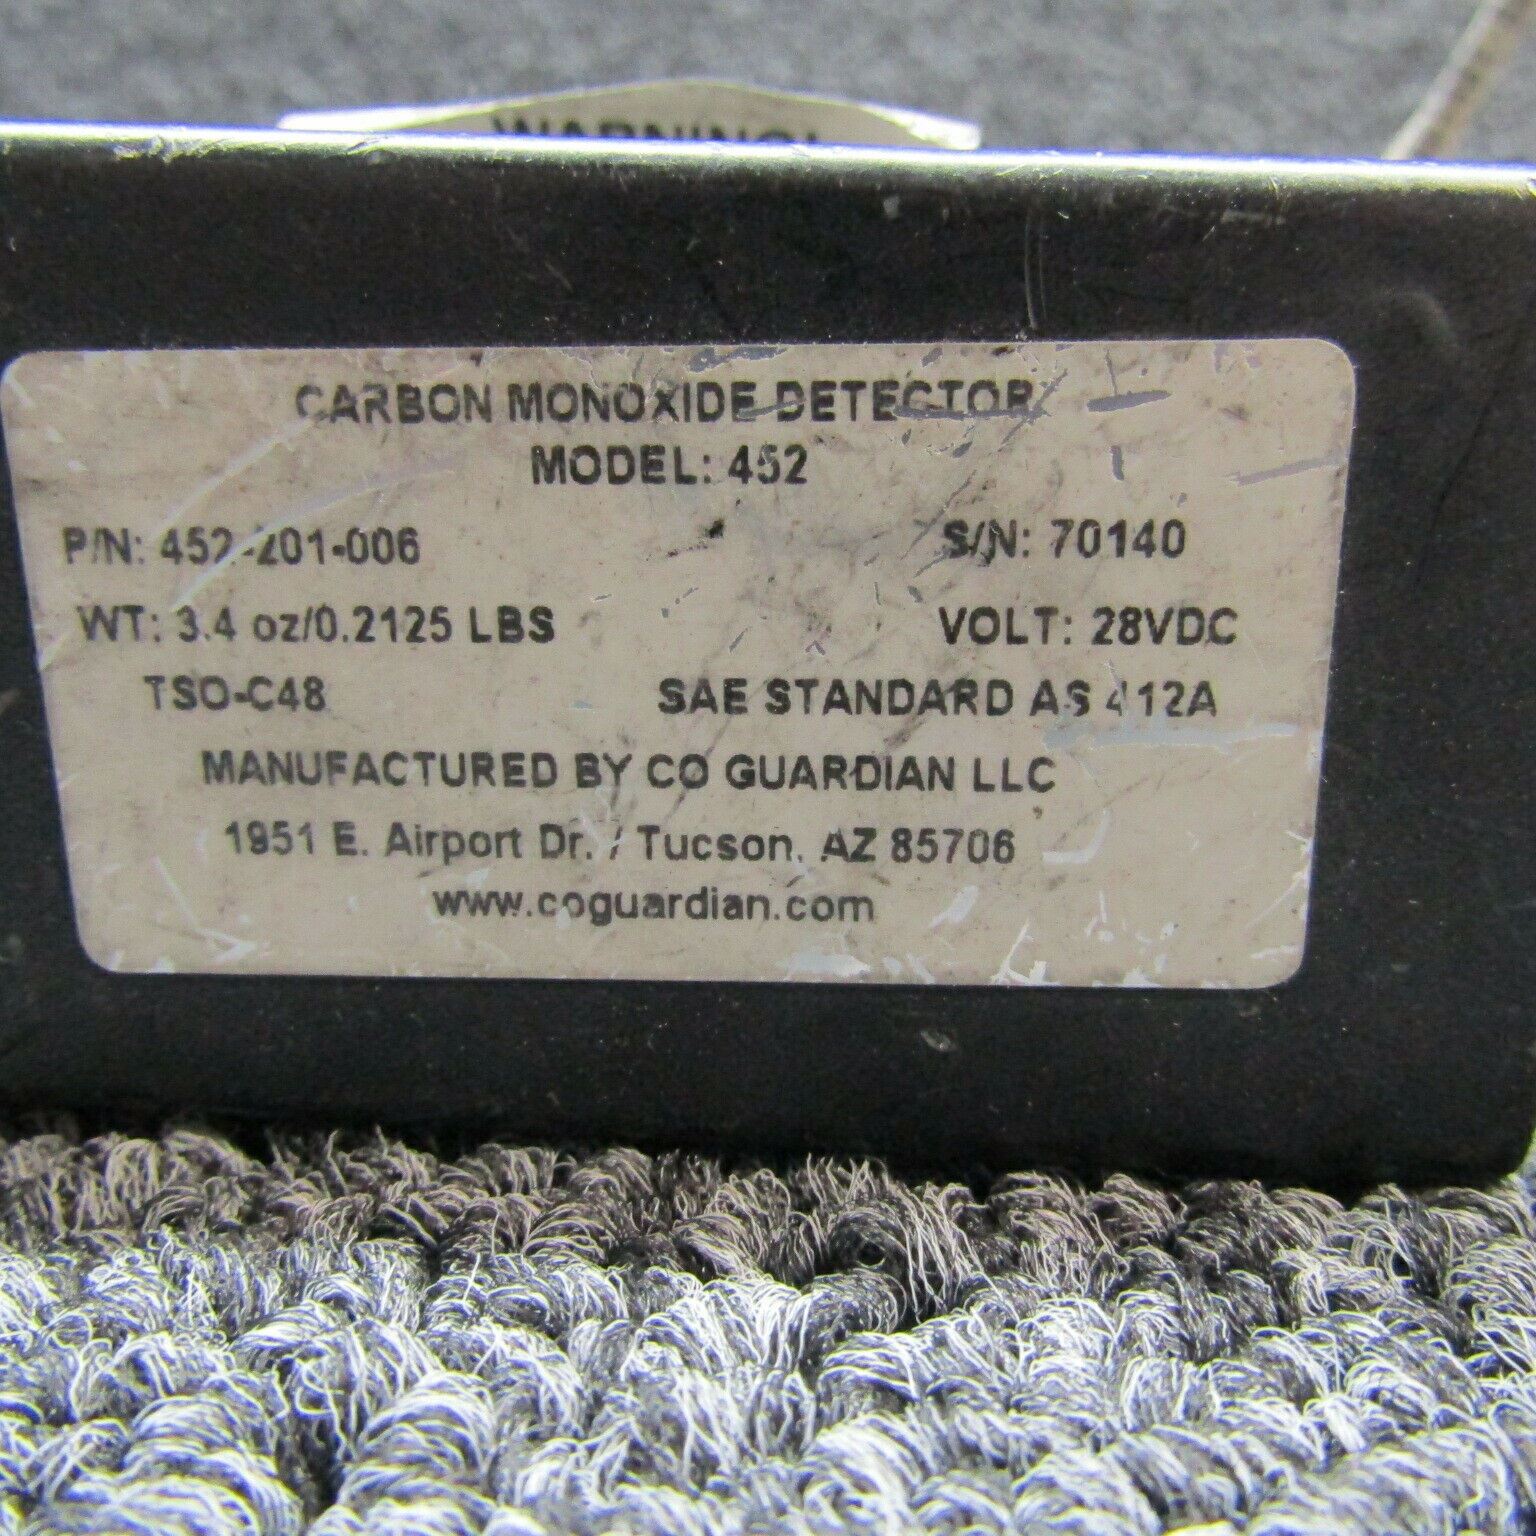 WARNING!
CARBON MONOXIDE DETECTOR
MODEL: 452
P/N: 452-201-006 S/N: 70140
WT: 3.4 oz/0.2125 LBS VOLT: 28VDC
TSO-C48 SAE STANDARD AS 412A
MANUFACTURED BY CO GUARDIAN LLC
1951 E. Airport Dr. / Tucson, AZ 85706
www.coguardian.com